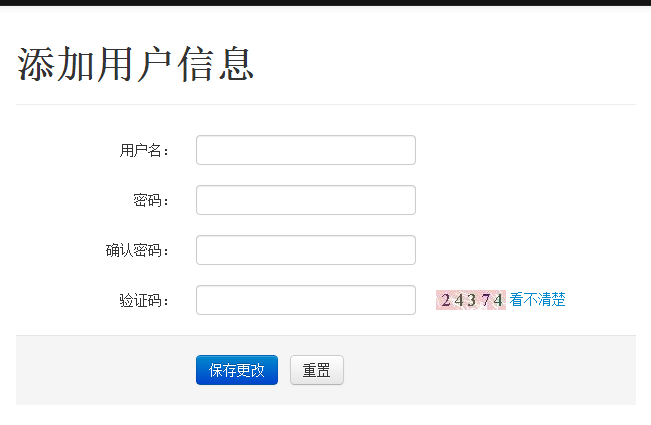 添加用户信息
用户名：
密码：
确认密码：
验证码： 24374 看不清楚
保存更改 重置